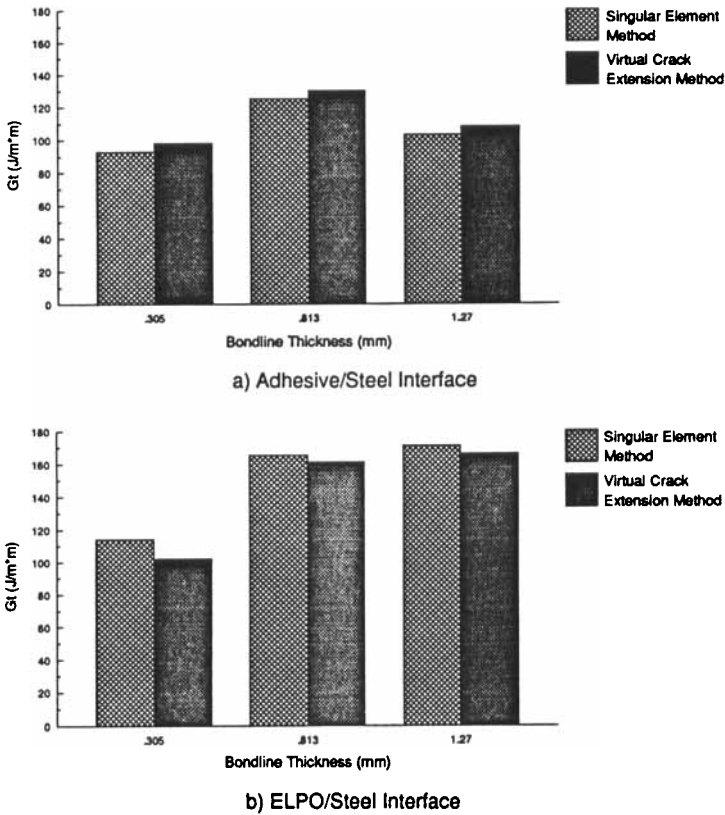 180
160
140
120
100
80
60
40
20
0
Gt (J/m*m)
.305
.813
1.27
Bondline Thickness (mm)
Singular Element
Method
Virtual Crack
Extension Method
a) Adhesive/Steel Interface
180
160
140
120
100
80
60
40
20
0
Gt (J/m*m)
.305
.813
1.27
Bondline Thickness (mm)
Singular Element
Method
Virtual Crack
Extension Method
b) ELPO/Steel Interface